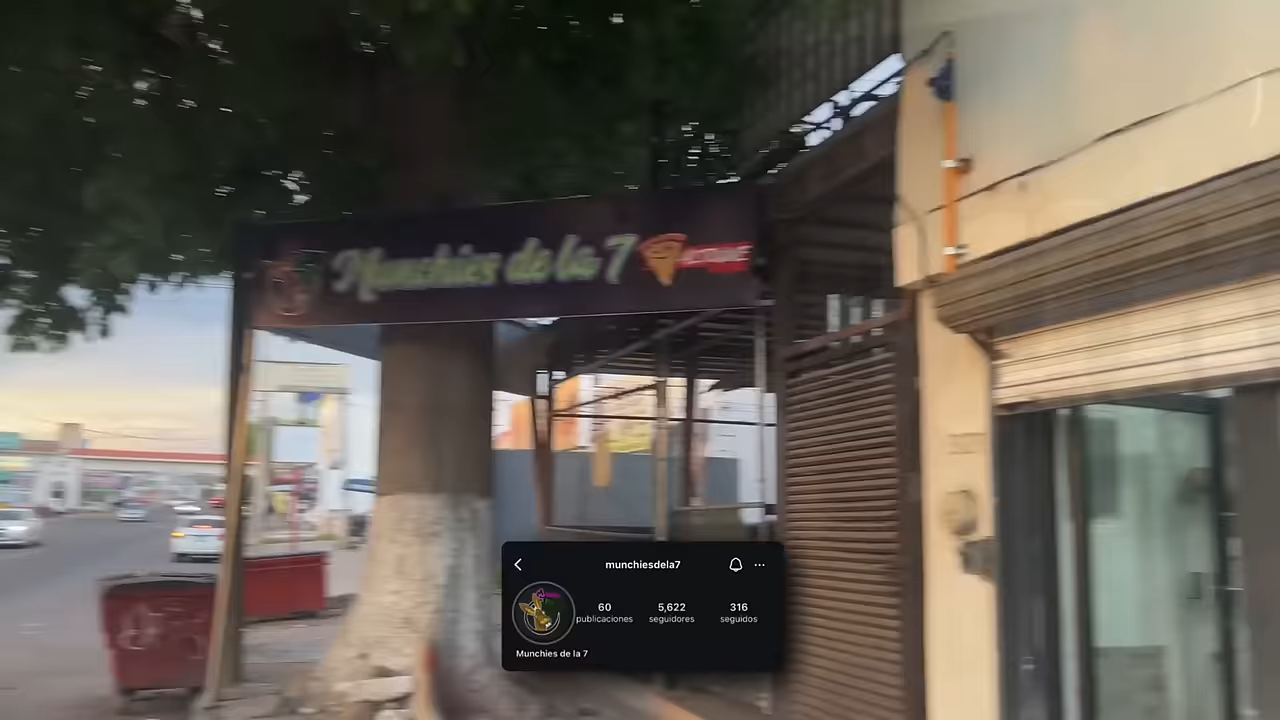 Munchies de la 7
munchiesdela7
60
publicaciones
5,622
seguidores
316
seguidos
Munchies de la 7